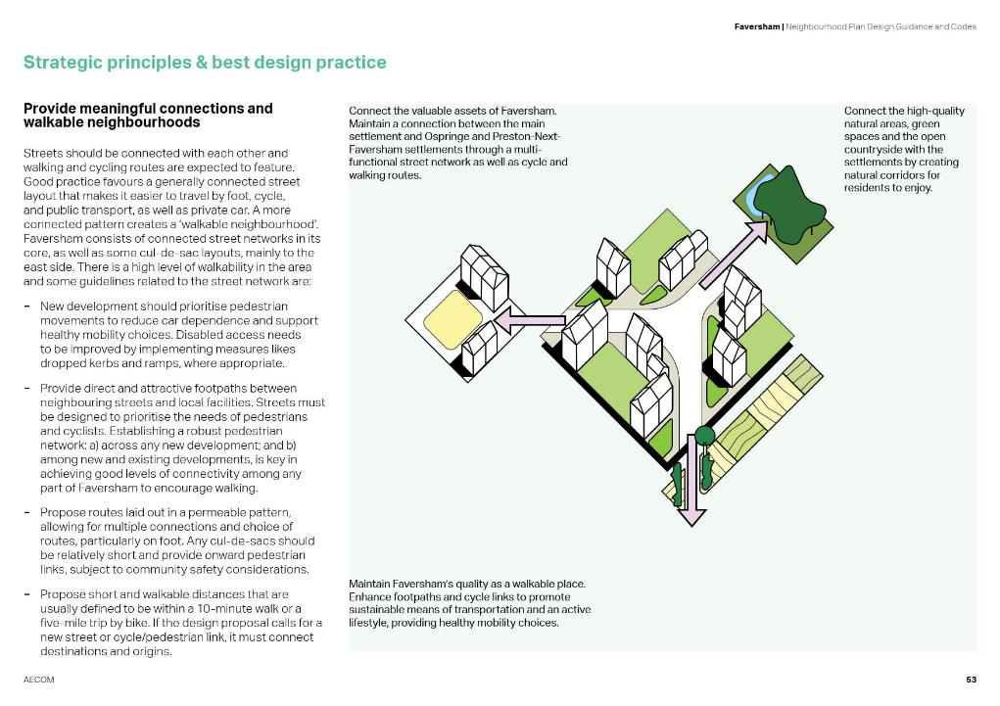 Faversham | Neighbourhood Plan Design Guidance and Codes
Strategic principles & best design practice
Provide meaningful connections and
walkable neighbourhoods
Streets should be connected with each other and
walking and cycling routes are expected to feature.
Good practice favours a generally connected street
layout that makes it easier to travel by foot, cycle,
and public transport, as well as private car. A more
connected pattern creates a ‘walkable neighbourhood’.
Faversham consists of connected street networks in its
core, as well as some cul-de-sac layouts, mainly to the
east side. There is a high level of walkability in the area
and some guidelines related to the street network are:
– New development should prioritise pedestrian
movements to reduce car dependence and support
healthy mobility choices. Disabled access needs
to be improved by implementing measures likes
dropped kerbs and ramps, where appropriate.
– Provide direct and attractive footpaths between
neighbouring streets and local facilities. Streets must
be designed to prioritise the needs of pedestrians
and cyclists. Establishing a robust pedestrian
network: a) across any new development; and b)
among new and existing developments, is key in
achieving good levels of connectivity among any
part of Faversham to encourage walking.
– Propose routes laid out in a permeable pattern,
allowing for multiple connections and choice of
routes, particularly on foot. Any cul-de-sacs should
be relatively short and provide onward pedestrian
links, subject to community safety considerations.
– Propose short and walkable distances that are
usually defined to be within a 10-minute walk or a
five-mile trip by bike. If the design proposal calls for a
new street or cycle/pedestrian link, it must connect
destinations and origins.
Connect the valuable assets of Faversham.
Maintain a connection between the main
settlement and Ospringe and Preston-Next-
Faversham settlements through a multi-
functional street network as well as cycle and
walking routes.
Connect the high-quality
natural areas, green
spaces and the open
countryside with the
settlements by creating
natural corridors for
residents to enjoy.
Maintain Faversham's quality as a walkable place.
Enhance footpaths and cycle links to promote
sustainable means of transportation and an active
lifestyle, providing healthy mobility choices.
AECOM
53